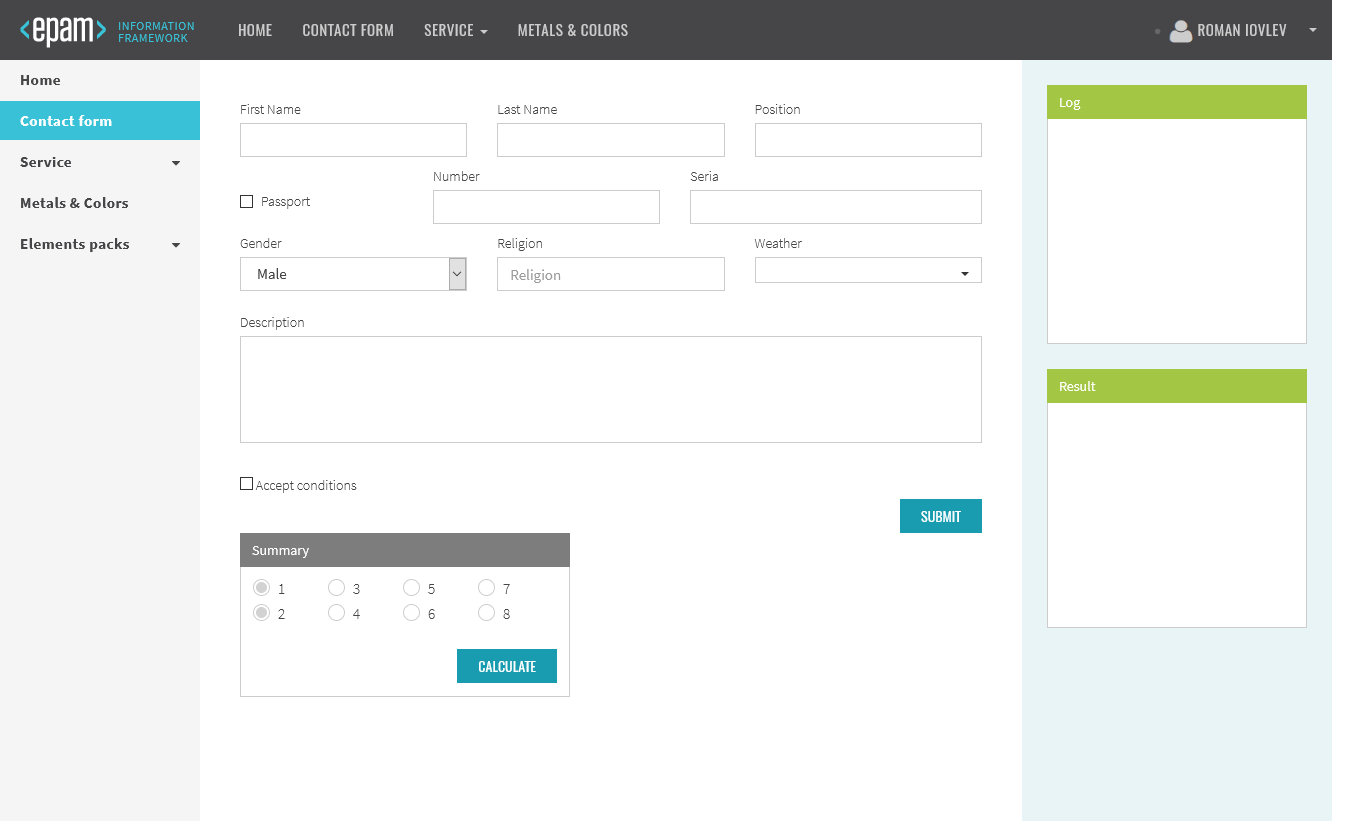 <epam> INFORMATION
FRAMEWORK
HOME CONTACT FORM SERVICE METALS & COLORS ROMAN IOVLEV
Home
Contact form
Service
Metals & Colors
Elements packs
First Name Last Name Position
Number Seria
Passport
Gender Religion Weather
Male Religion
Description
Accept conditions
SUBMIT
Summary
1 3 5 7
2 4 6 8
CALCULATE
Log
Result